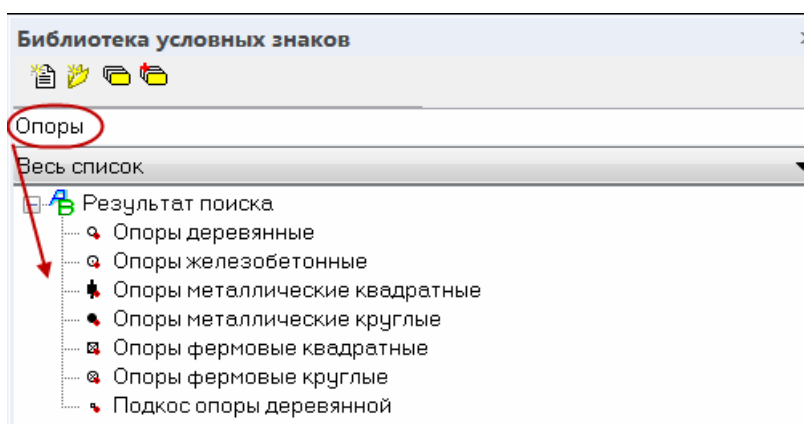 Библиотека условных знаков
Опоры
Весь список
Результат поиска
Опоры деревянные
Опоры железобетонные
Опоры металлические квадратные
Опоры металлические круглые
Опоры фермовые квадратные
Опоры фермовые круглые
Подкос опоры деревянной